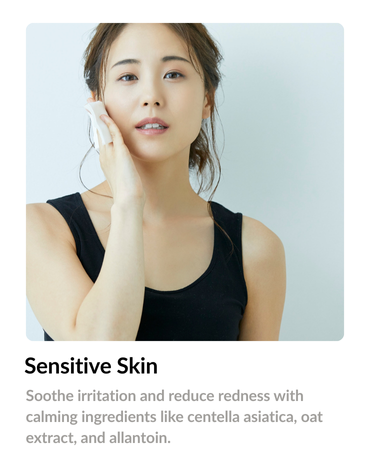 Sensitive Skin
Soothe irritation and reduce redness with
calming ingredients like centella asiatica, oat
extract, and allantoin.